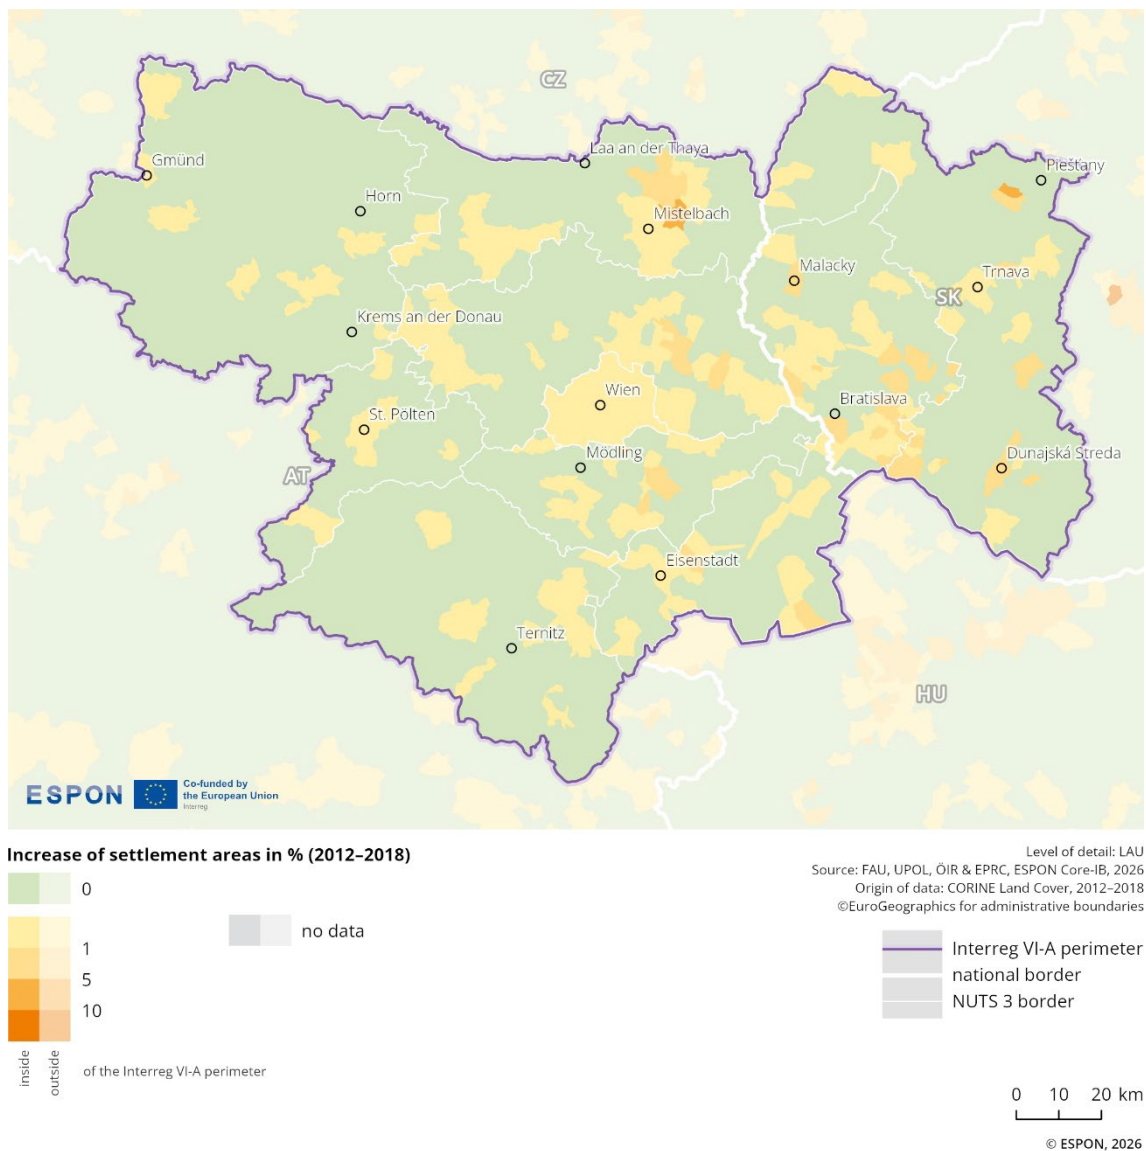 CZ
Laa an der Thaya
Gmünd
Piešťany
Horn
Mistelbach
Malacky
Trnava
SK
Krems an der Donau
Wien
Bratislava
St. Pölten
Mödling
Dunajská Streda
AT
Eisenstadt
Ternitz
HU
ESPON
Co-funded by
the European Union
Interreg
Increase of settlement areas in % (2012–2018)
0
1
5
10
no data
inside
outside
of the Interreg VI-A perimeter
Level of detail: LAU
Source: FAU, UPOL, ÖIR & EPRC, ESPON Core-IB, 2026
Origin of data: CORINE Land Cover, 2012–2018
©EuroGeographics for administrative boundaries
Interreg VI-A perimeter
national border
NUTS 3 border
0 10 20 km
© ESPON, 2026